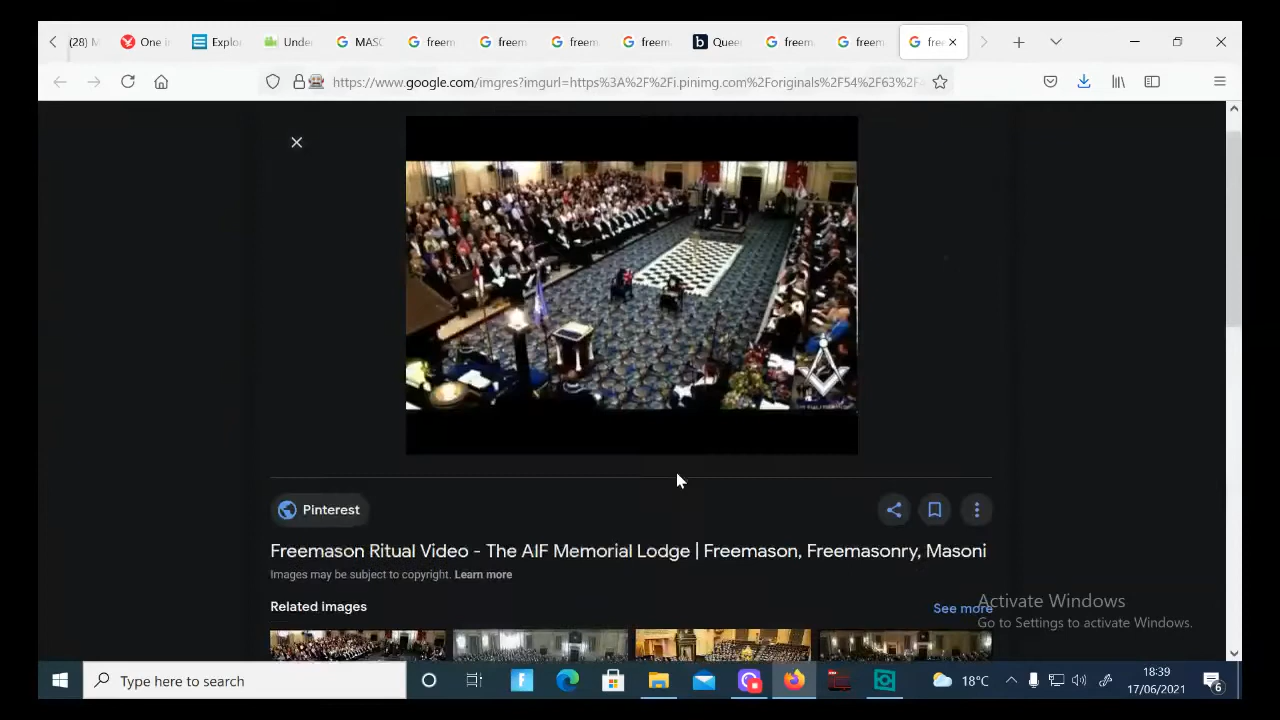 (28) M
One i
Explo
Unde
MASC
freem
freem
freem
freem
Quee
freem
freem
free
https://www.google.com/imgres?imgurl=https%3A%2F%2Fi.pinimg.com%2Foriginals%2F54%2F63%2F
Pinterest
Freemason Ritual Video - The AIF Memorial Lodge | Freemason, Freemasonry, Masoni
Images may be subject to copyright. Learn more
Related images
See more
Activate Windows
Go to Settings to activate Windows.
Type here to search
18°C
18:39
17/06/2021
6